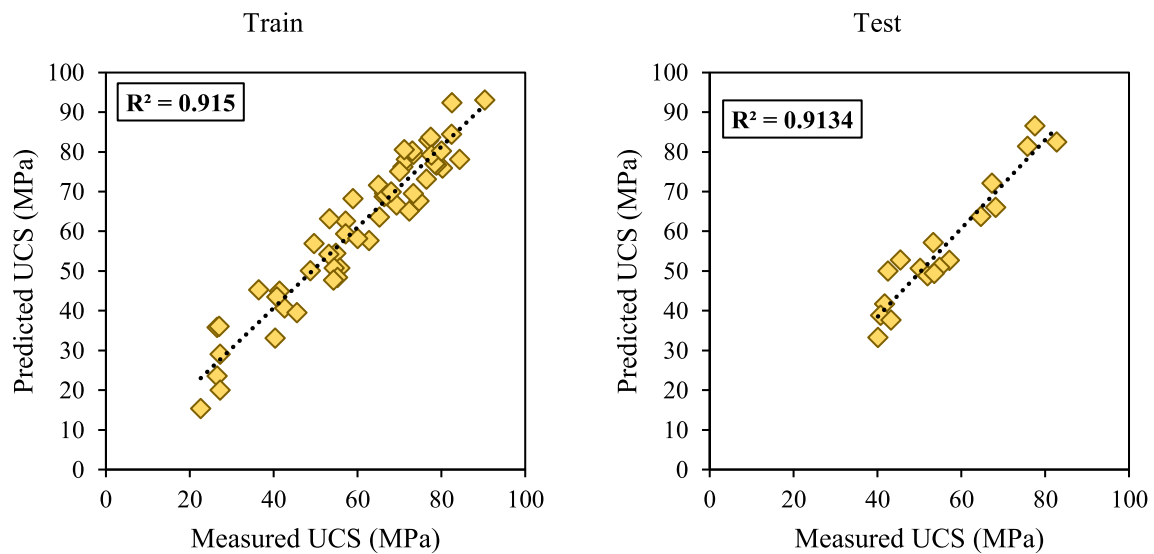 Train
R² = 0.915
Predicted UCS (MPa)
100
90
80
70
60
50
40
30
20
10
0
0 20 40 60 80 100
Measured UCS (MPa)
Test
R² = 0.9134
Predicted UCS (MPa)
100
90
80
70
60
50
40
30
20
10
0
0 20 40 60 80 100
Measured UCS (MPa)